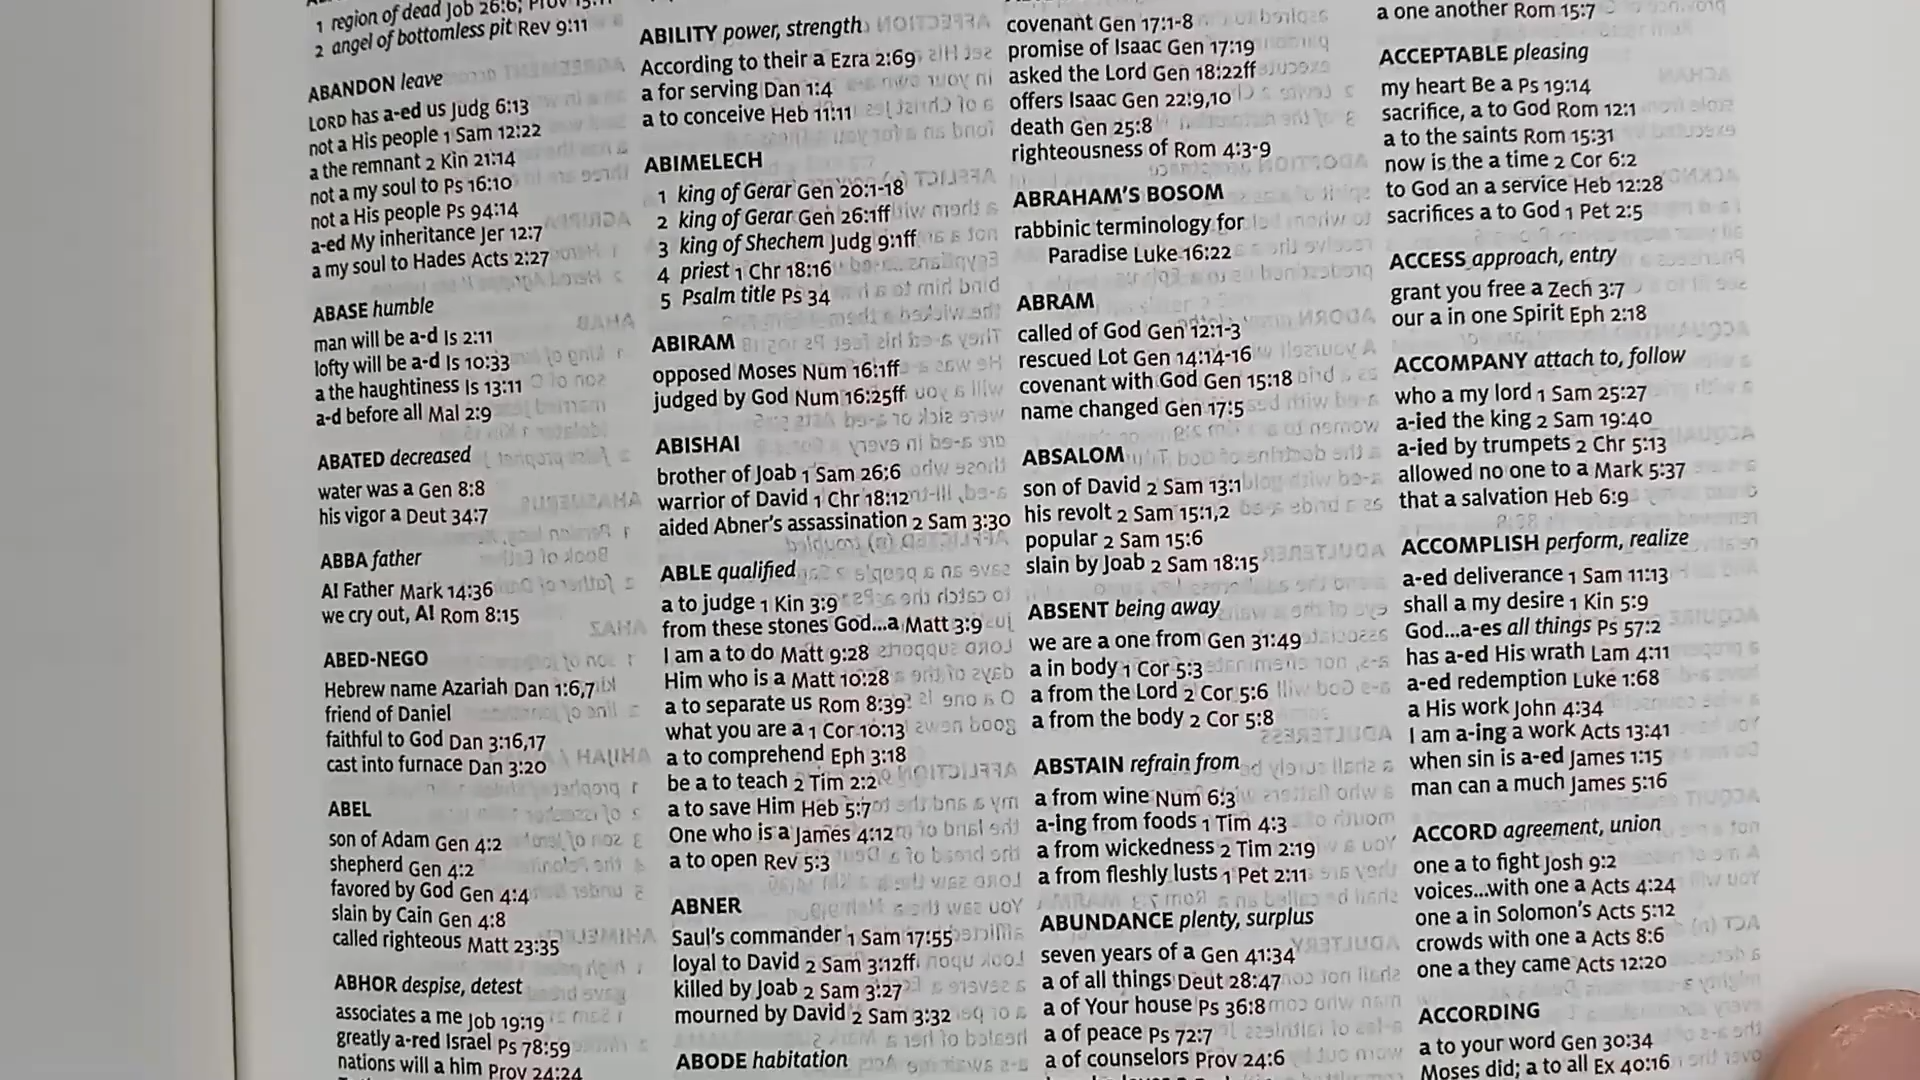 1 region of dead Job 26:6;
2 angel of bottomless pit Rev 9:11
ABANDON leave
LORD has a-ed us Judg 6:13
not a His people 1 Sam 12:22
a the remnant 2 Kin 21:14
not a my soul to Ps 16:10
not a His people Ps 94:14
a-ed My inheritance Jer 12:7
a my soul to Hades Acts 2:27
ABASE humble
man will be a-d Is 2:11
lofty will be a-d Is 10:33
a the haughtiness Is 13:11
a-d before all Mal 2:9
ABATED decreased
water was a Gen 8:8
his vigor a Deut 34:7
ABBA father
A! Father Mark 14:36
we cry out, A! Rom 8:15
ABED-NEGO
Hebrew name Azariah Dan 1:6,7
friend of Daniel
faithful to God Dan 3:16,17
cast into furnace Dan 3:20
ABEL
son of Adam Gen 4:2
shepherd Gen 4:2
favored by God Gen 4:4
slain by Cain Gen 4:8
called righteous Matt 23:35
ABHOR despise, detest
associates a me Job 19:19
greatly a-red Israel Ps 78:59
nations will a him Prov 24:24
ABILITY power, strength
According to their a Ezra 2:69
a for serving Dan 1:4
a to conceive Heb 11:11
ABIMELECH
1 king of Gerar Gen 20:1-18
2 king of Gerar Gen 26:1ff
3 king of Shechem Judg 9:1ff
4 priest 1 Chr 18:16
5 Psalm title Ps 34
ABIRAM
opposed Moses Num 16:1ff
judged by God Num 16:25ff
ABISHAI
brother of Joab 1 Sam 26:6
warrior of David 1 Chr 18:12
aided Abner's assassination 2 Sam 3:30
ABLE qualified
a to judge 1 Kin 3:9
from these stones God...a Matt 3:9
I am a to do Matt 9:28
Him who is a Matt 10:28
a to separate us Rom 8:39
what you are a 1 Cor 10:13
a to comprehend Eph 3:18
be a to teach 2 Tim 2:2
a to save Him Heb 5:7
One who is a James 4:12
a to open Rev 5:3
ABNER
Saul's commander 1 Sam 17:55
loyal to David 2 Sam 3:12ff
killed by Joab 2 Sam 3:27
mourned by David 2 Sam 3:32
ABODE habitation
covenant Gen 17:1-8
promise of Isaac Gen 17:19
asked the Lord Gen 18:22ff
offers Isaac Gen 22:9,10
death Gen 25:8
righteousness of Rom 4:3-9
ABRAHAM'S BOSOM
rabbinic terminology for
Paradise Luke 16:22
ABRAM
called of God Gen 12:1-3
rescued Lot Gen 14:14-16
covenant with God Gen 15:18
name changed Gen 17:5
ABSALOM
son of David 2 Sam 13:1
his revolt 2 Sam 15:1,2
popular 2 Sam 15:6
slain by Joab 2 Sam 18:15
ABSENT being away
we are a one from Gen 31:49
a in body 1 Cor 5:3
a from the Lord 2 Cor 5:6
a from the body 2 Cor 5:8
ABSTAIN refrain from
a from wine Num 6:3
a-ing from foods 1 Tim 4:3
a from wickedness 2 Tim 2:19
a from fleshly lusts 1 Pet 2:11
ABUNDANCE plenty, surplus
seven years of a Gen 41:34
a of all things Deut 28:47
a of Your house Ps 36:8
a of peace Ps 72:7
a of counselors Prov 24:6
a one another Rom 15:7
ACCEPTABLE pleasing
my heart Be a Ps 19:14
sacrifice, a to God Rom 12:1
a to the saints Rom 15:31
now is the a time 2 Cor 6:2
to God an a service Heb 12:28
sacrifices a to God 1 Pet 2:5
ACCESS approach, entry
grant you free a Zech 3:7
our a in one Spirit Eph 2:18
ACCOMPANY attach to, follow
who a my lord 1 Sam 25:27
a-ied the king 2 Sam 19:40
a-ied by trumpets 2 Chr 5:13
allowed no one to a Mark 5:37
that a salvation Heb 6:9
ACCOMPLISH perform, realize
a-ed deliverance 1 Sam 11:13
shall a my desire 1 Kin 5:9
God...a-es all things Ps 57:2
has a-ed His wrath Lam 4:11
a-ed redemption Luke 1:68
a His work John 4:34
I am a-ing a work Acts 13:41
when sin is a-ed James 1:15
man can a much James 5:16
ACCORD agreement, union
one a to fight Josh 9:2
voices...with one a Acts 4:24
one a in Solomon's Acts 5:12
crowds with one a Acts 8:6
one a they came Acts 12:20
ACCORDING
a to your word Gen 30:34
Moses did; a to all Ex 40:16